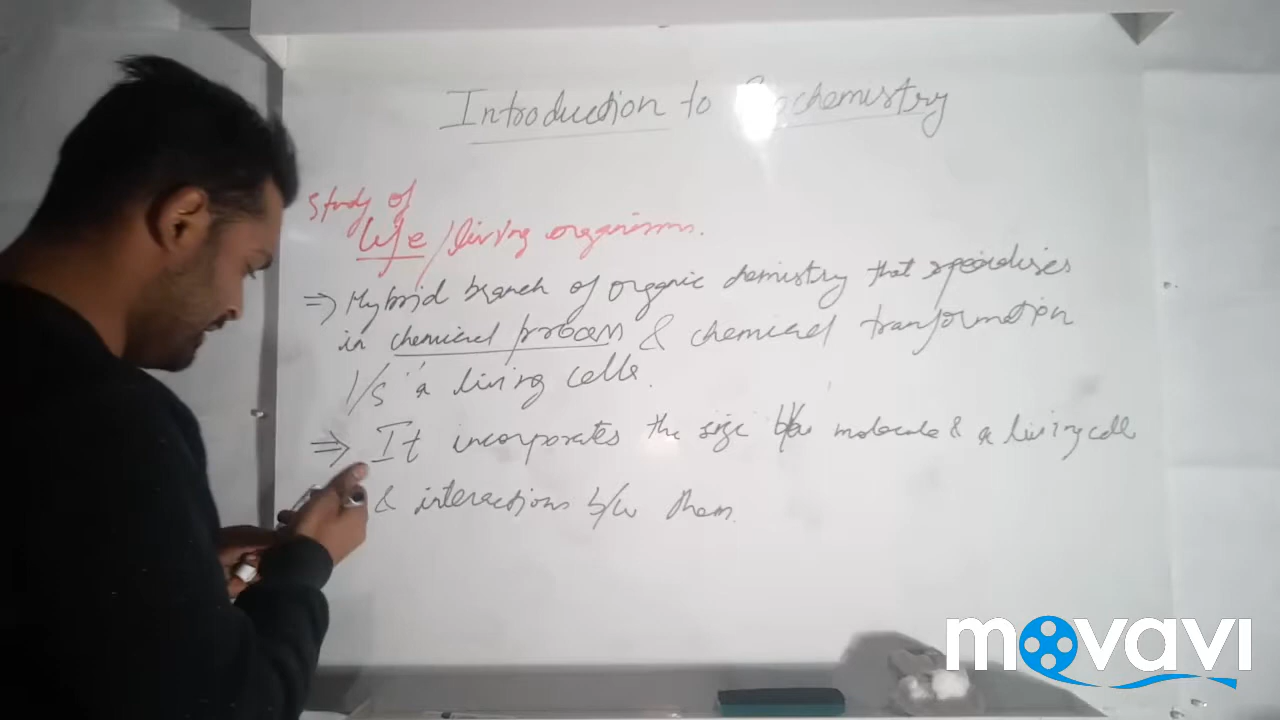 Introduction to Biochemistry
Study of
life/living organisms.
⇒ Hybrid branch of organic chemistry that specialises
in chemical process & chemical transformation
I/S a living cells.
⇒ It incorporates the size molecule & a living cell
& interactions b/w them.
movavi